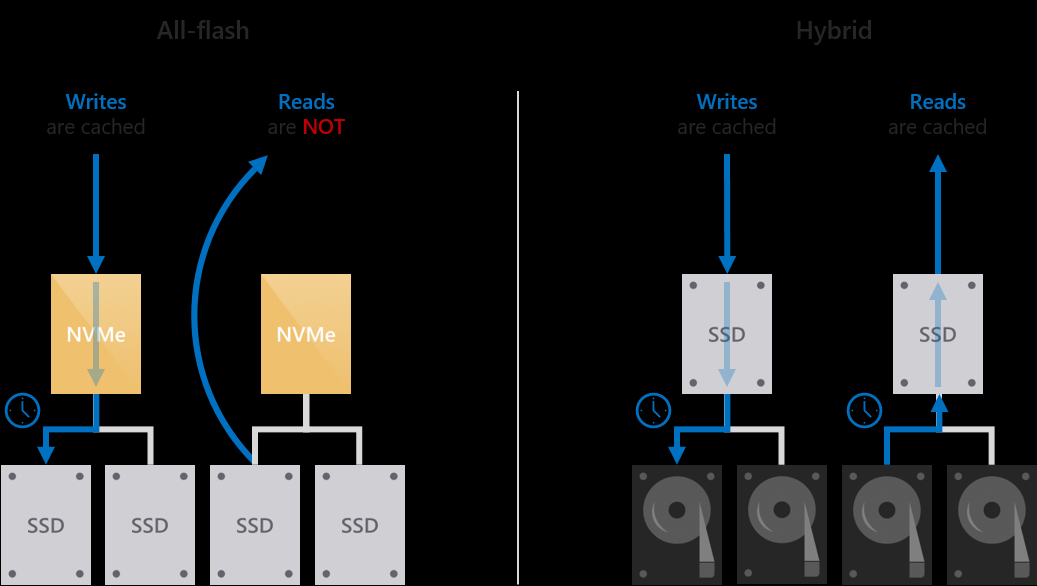 All-flash
Hybrid
Writes
are cached
Reads
are NOT
Writes
are cached
Reads
are cached
NVMe
NVMe
SSD
SSD
SSD
SSD
SSD
SSD